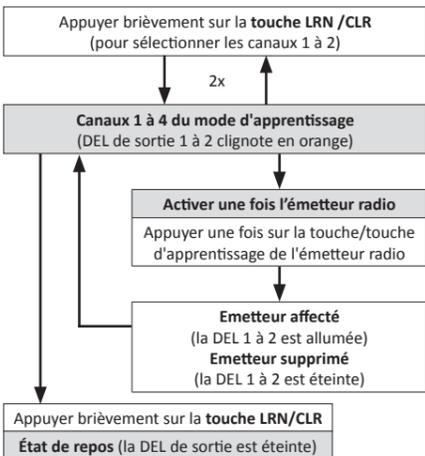 Appuyer brièvement sur la touche LRN /CLR
(pour sélectionner les canaux 1 à 2)
2x
Canaux 1 à 4 du mode d'apprentissage
(DEL de sortie 1 à 2 clignote en orange)
Activer une fois l'émetteur radio
Appuyer une fois sur la touche/touche
d'apprentissage de l'émetteur radio
Emetteur affecté
(la DEL 1 à 2 est allumée)
Emetteur supprimé
(la DEL 1 à 2 est éteinte)
Appuyer brièvement sur la touche LRN/CLR
État de repos (la DEL de sortie est éteinte)